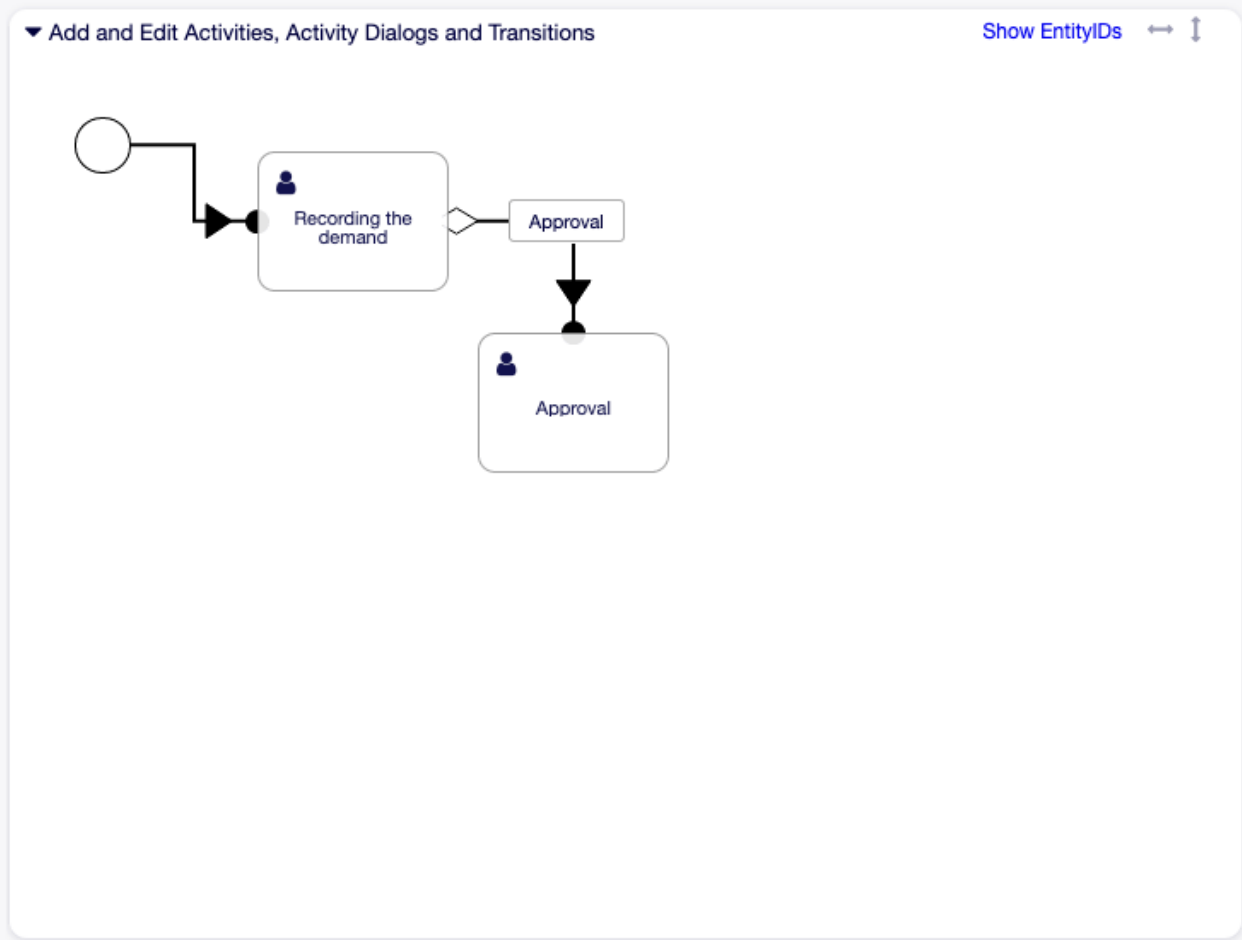 Add and Edit Activities, Activity Dialogs and Transitions
Show EntityIDs
Recording the
demand
Approval
Approval